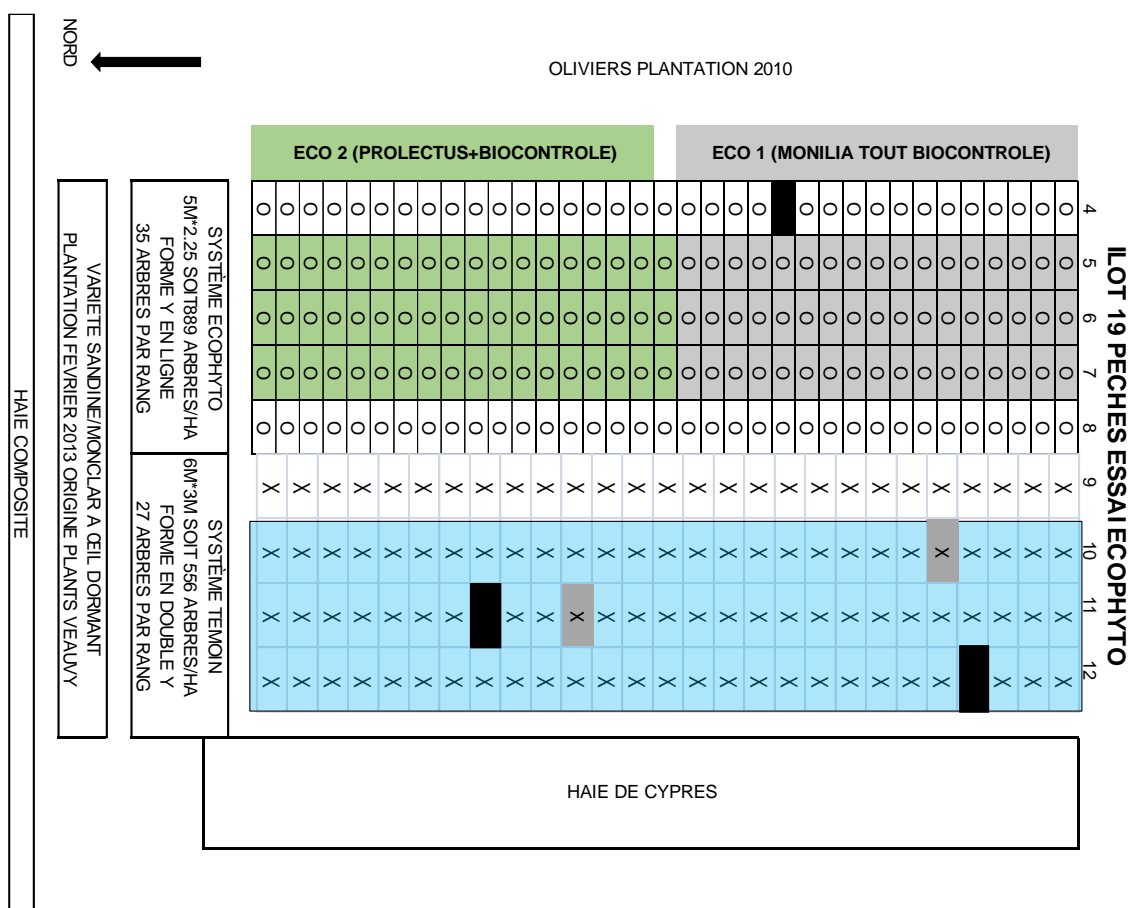 ILOT 19 PECHES ESSAI ECOPHYTO
NORD
OLIVIERS PLANTATION 2010
ECO 2 (PROLECTUS+BIOCONTROLE)
ECO 1 (MONILIA TOUT BIOCONTROLE)
O O O O O O O O O O O O O O O O O O O O O O O O O O O O O O O O O O 4
O O O O O O O O O O O O O O O O O O O O O O O O O O O O O O O O O O O 5
O O O O O O O O O O O O O O O O O O O O O O O O O O O O O O O O O O O 6
O O O O O O O O O O O O O O O O O O O O O O O O O O O O O O O O O O O 7
O O O O O O O O O O O O O O O O O O O O O O O O O O O O O O O O O O O 8
X X X X X X X X X X X X X X X X X X X X X X X X X X X 9
X X X X X X X X X X X X X X X X X X X X X X X X X X X 10
X X X X X X X X X X X X X X X X X X X X X X X X X X 11
X X X X X X X X X X X X X X X X X X X X X X X X X X 12
SYSTÈME ECOPHYTO
5M*2.25 SOIT889 ARBRES/HA
FORME Y EN LIGNE
35 ARBRES PAR RANG
SYSTÈME TEMOIN
6M*3M SOIT 556 ARBRES/HA
FORME EN DOUBLE Y
27 ARBRES PAR RANG
VARIETE SANDINE/MONCLAR A ŒIL DORMANT
PLANTATION FEVRIER 2013 ORIGINE PLANTS VEAUVY
HAIE COMPOSITE
HAIE DE CYPRES